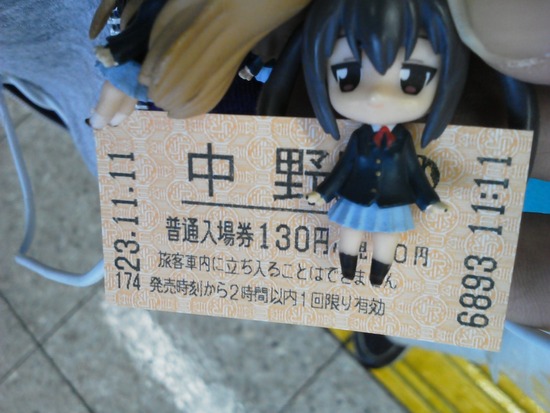 中野
普通入場券130円 0円
旅客車内に立ち入ることはできません
発売時刻から2時間以内1回限り有効
23.11.11
174
6893 11:11